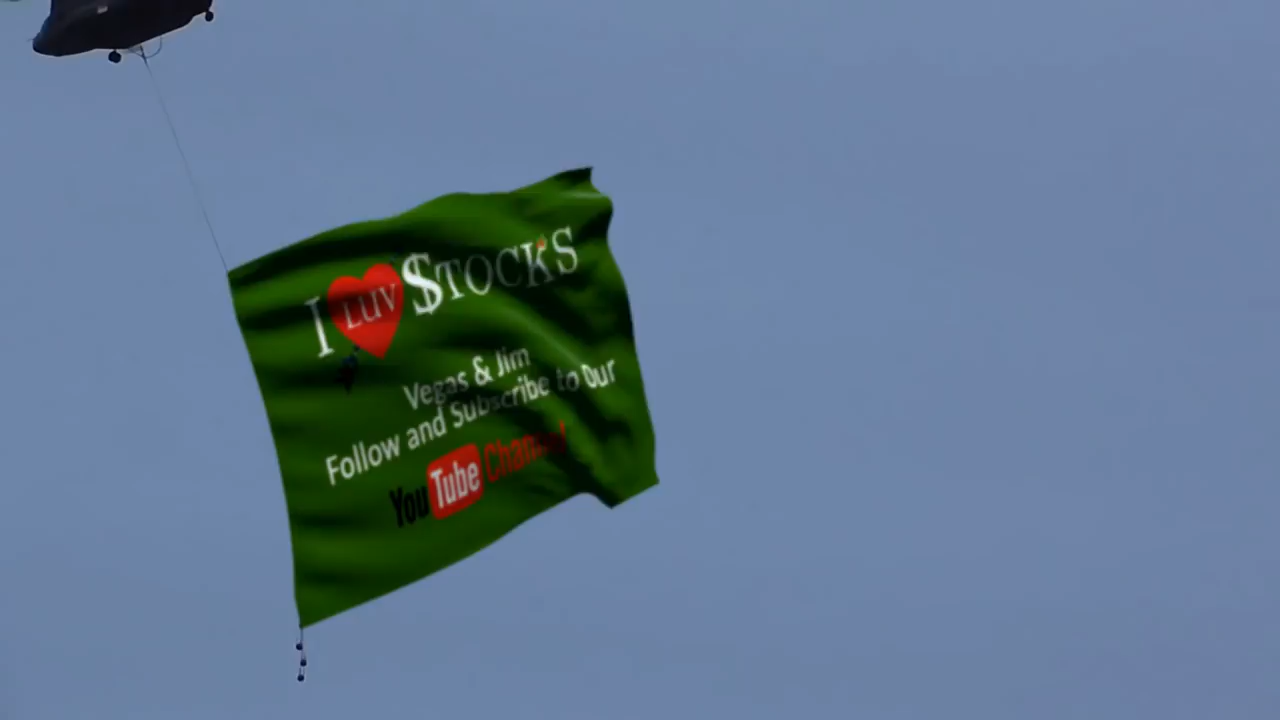 I LUV $TOCKS
Vegas & Jim
Follow and Subscribe to Our
YouTube Channel